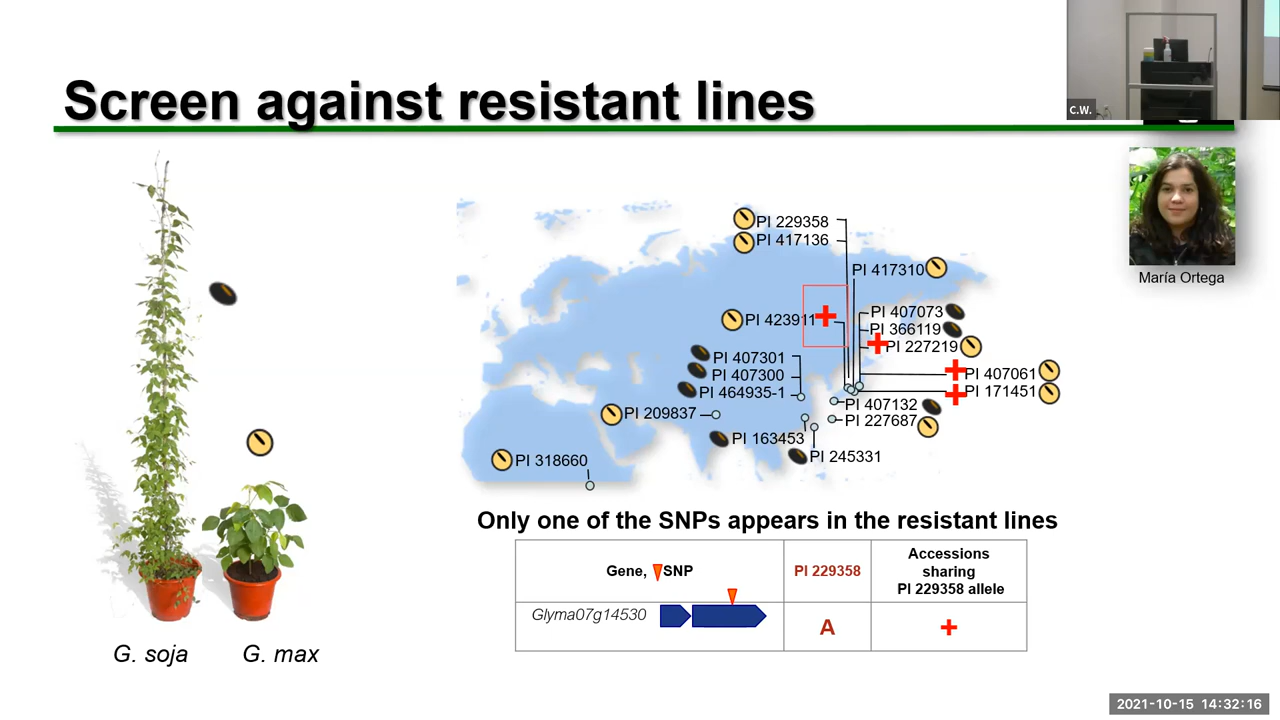 Screen against resistant lines
C.W.
María Ortega
PI 229358
PI 417136
PI 417310
PI 423911
PI 407073
PI 366119
PI 227219
PI 407301
PI 407300
PI 464935-1
PI 407061
PI 171451
PI 209837
PI 407132
PI 227687
PI 163453
PI 245331
PI 318660
Only one of the SNPs appears in the resistant lines
Gene, SNP
PI 229358
Accessions
sharing
PI 229358 allele
Glyma07g14530
A
+
G. soja
G. max
2021-10-15 14:32:16